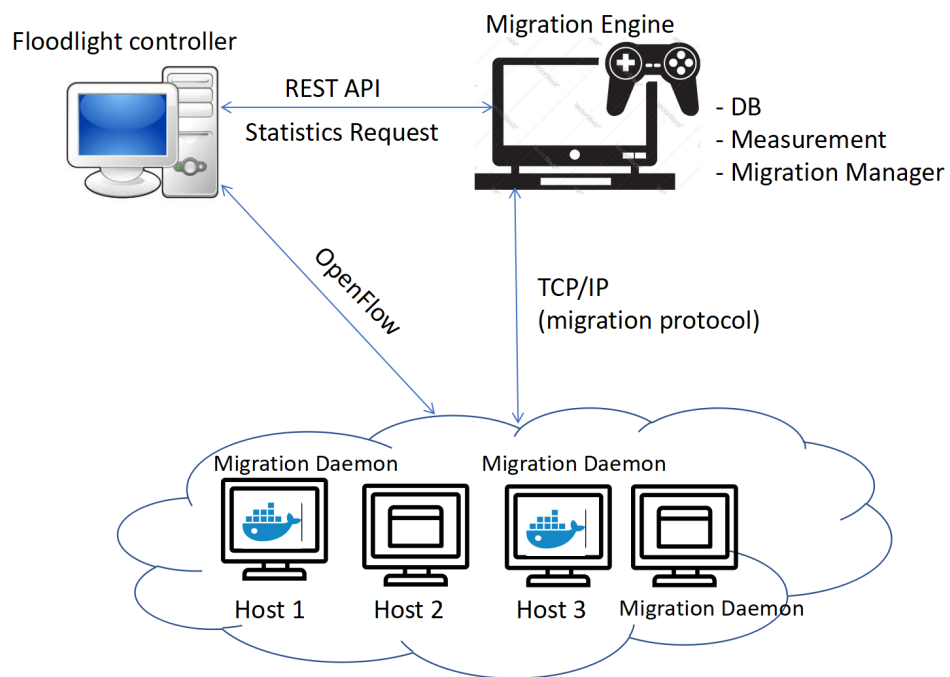 Floodlight controller
Migration Engine
REST API
Statistics Request
- DB
- Measurement
- Migration Manager
OpenFlow
TCP/IP
(migration protocol)
Migration Daemon
Migration Daemon
Host 1
Host 2
Host 3
Migration Daemon